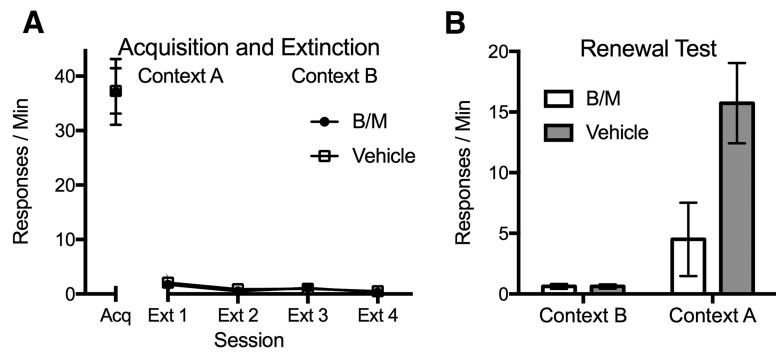 A
Acquisition and Extinction
Context A Context B
B/M
Vehicle
Responses / Min
40
30
20
10
0
Acq Ext 1 Ext 2 Ext 3 Ext 4
Session
B
Renewal Test
B/M
Vehicle
Responses / Min
20
15
10
5
0
Context B Context A